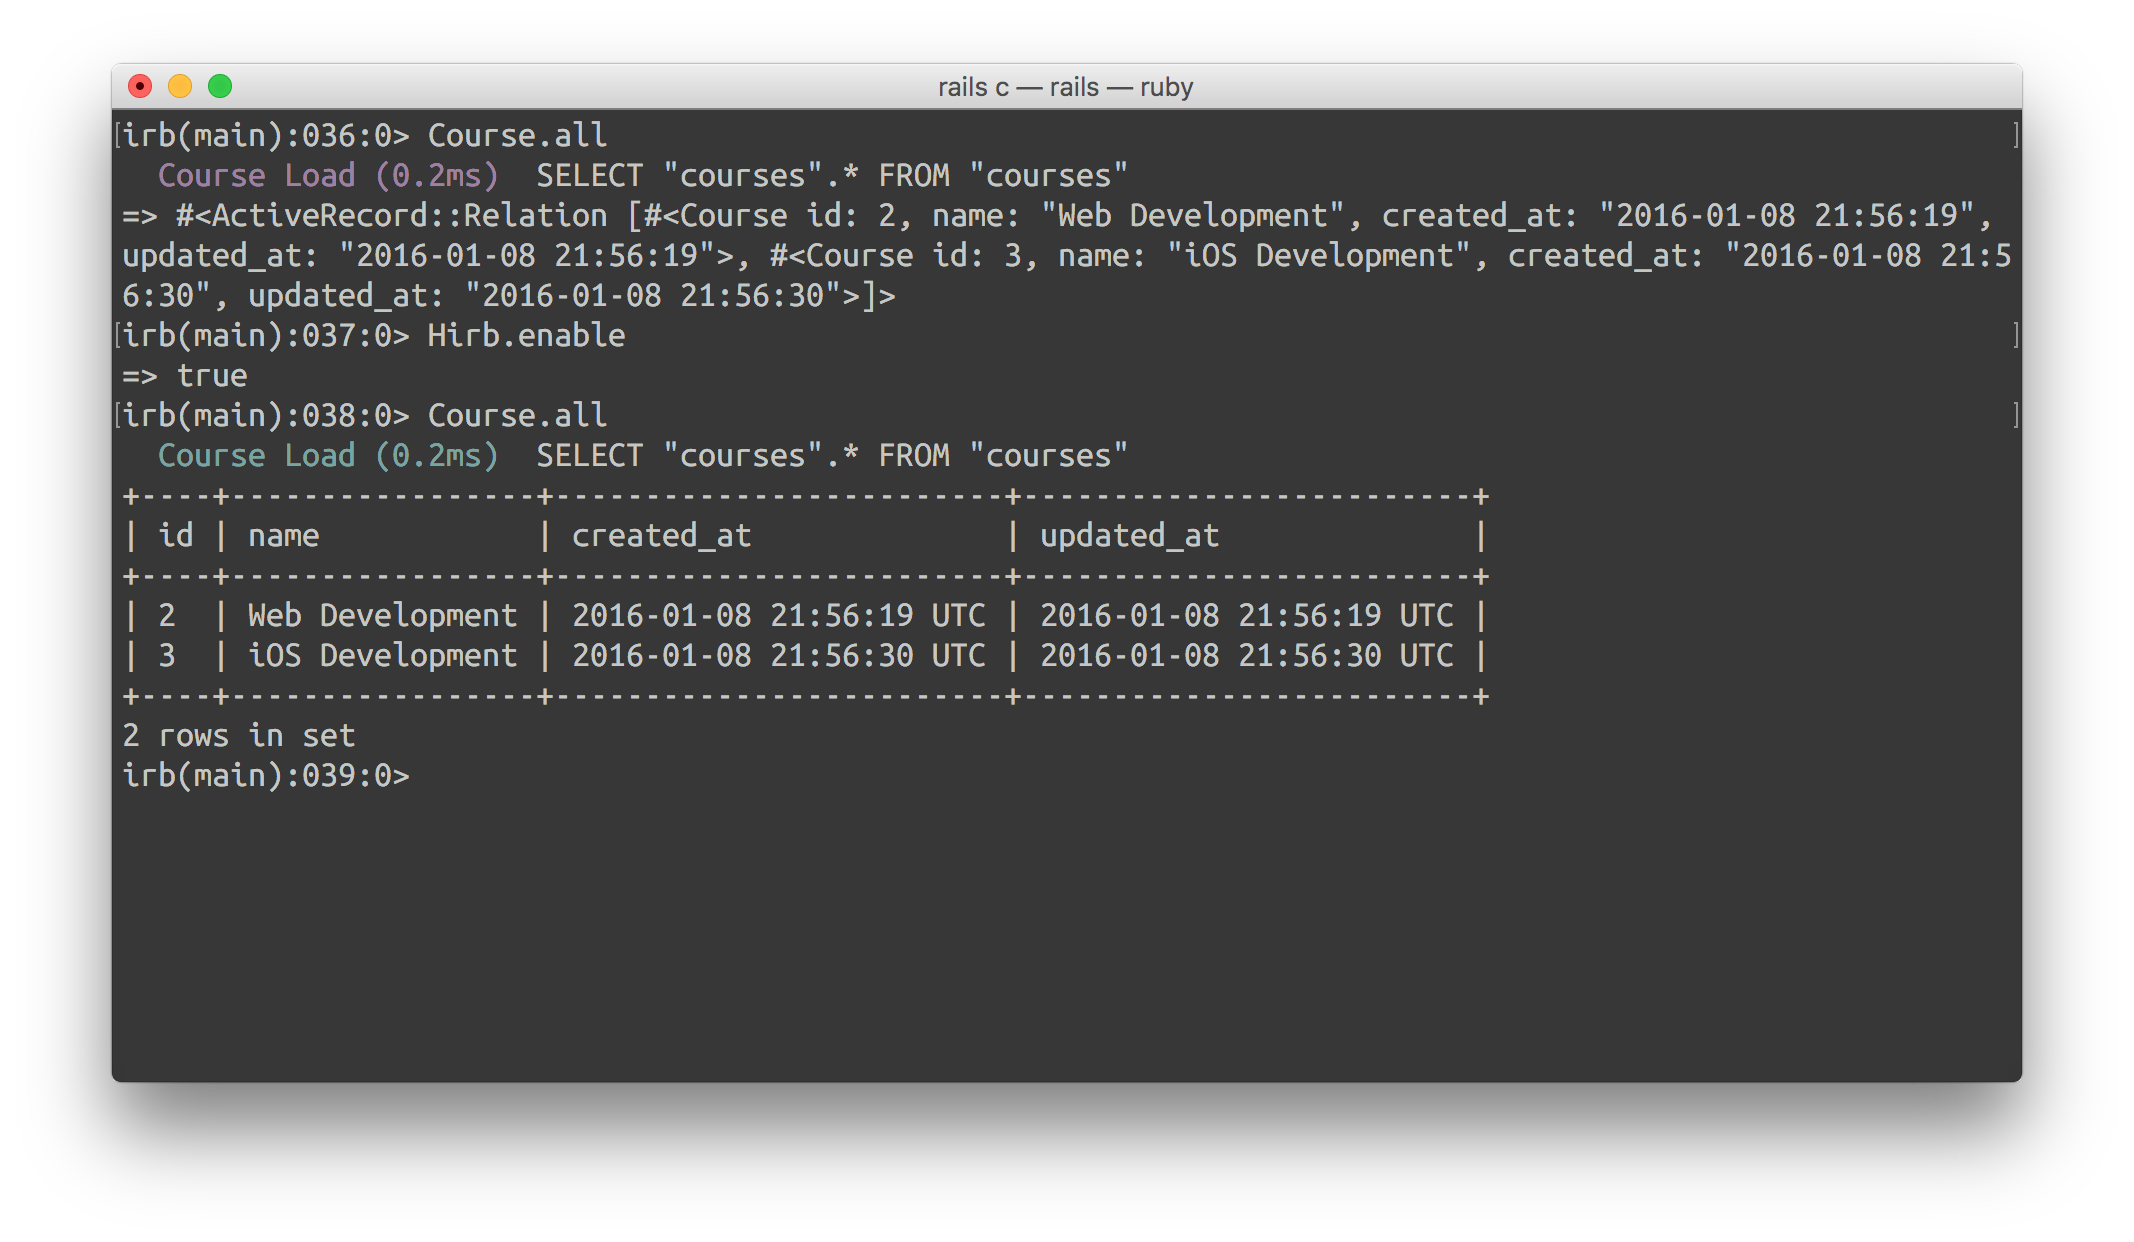 rails c — rails — ruby
[irb(main):036:0> Course.all ]
  Course Load (0.2ms)  SELECT "courses".* FROM "courses"
=> #<ActiveRecord::Relation [#<Course id: 2, name: "Web Development", created_at: "2016-01-08 21:56:19",
updated_at: "2016-01-08 21:56:19">, #<Course id: 3, name: "iOS Development", created_at: "2016-01-08 21:5
6:30", updated_at: "2016-01-08 21:56:30">]>
[irb(main):037:0> Hirb.enable ]
=> true
[irb(main):038:0> Course.all ]
  Course Load (0.2ms)  SELECT "courses".* FROM "courses"
+----+-----------------+-------------------------+-------------------------+
| id | name            | created_at              | updated_at              |
+----+-----------------+-------------------------+-------------------------+
| 2  | Web Development | 2016-01-08 21:56:19 UTC | 2016-01-08 21:56:19 UTC |
| 3  | iOS Development | 2016-01-08 21:56:30 UTC | 2016-01-08 21:56:30 UTC |
+----+-----------------+-------------------------+-------------------------+
2 rows in set
irb(main):039:0>